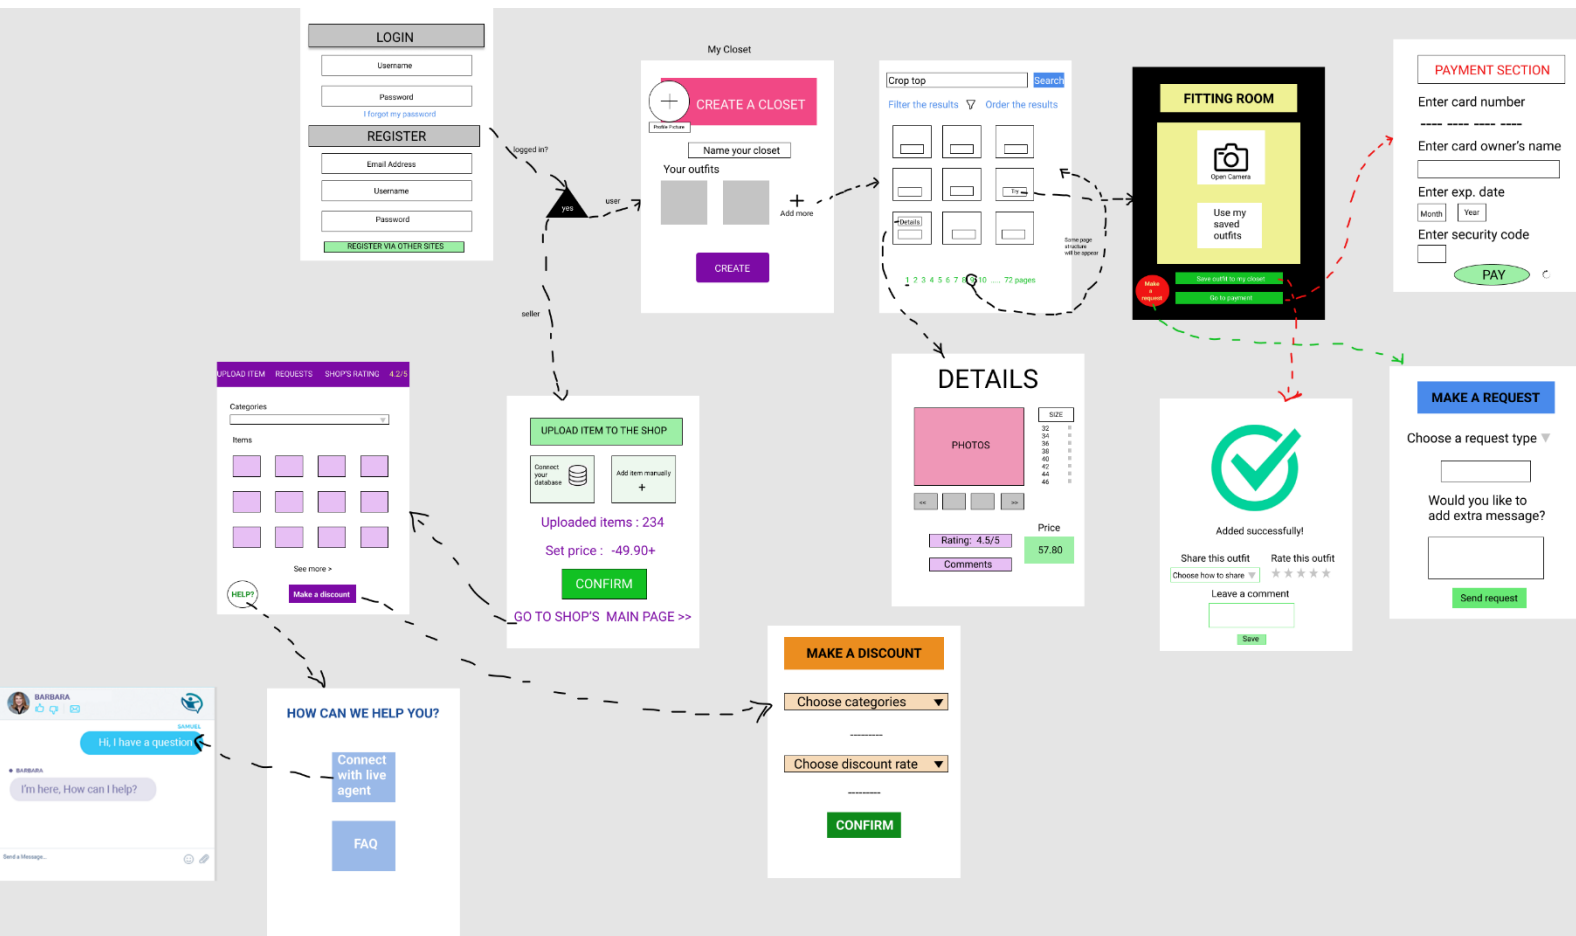 LOGIN
Username
Password
I forgot my password
REGISTER
Email Address
Username
Password
REGISTER VIA OTHER SITES
logged in?
yes
user
seller
My Closet
CREATE A CLOSET
Profile Picture
Name your closet
Your outfits
Add more
CREATE
Crop top
Search
Filter the results
Order the results
Try
Details
1 2 3 4 5 6 7 8 9 10 .... 72 pages
Same page
structure
will be appear
FITTING ROOM
Open Camera
Use my
saved
outfits
Save outfit to my closet
Go to payment
Make
a
request
PAYMENT SECTION
Enter card number
---- ---- ---- ----
Enter card owner's name
Enter exp. date
Month
Year
Enter security code
PAY
UPLOAD ITEM
REQUESTS
SHOP'S RATING
4.2/5
Categories
Items
See more >
HELP?
Make a discount
UPLOAD ITEM TO THE SHOP
Connect
your
database
Add item manually
+
Uploaded items : 234
Set price : -49.90+
CONFIRM
GO TO SHOP'S MAIN PAGE >>
DETAILS
PHOTOS
SIZE
32
34
36
38
40
42
44
46
<<
>>
Rating: 4.5/5
Comments
Price
57.80
Added successfully!
Share this outfit
Rate this outfit
Choose how to share
Leave a comment
Save
MAKE A REQUEST
Choose a request type
Would you like to
add extra message?
Send request
BARBARA
SAMUEL
Hi, I have a question
BARBARA
I'm here, How can I help?
Send a Message...
HOW CAN WE HELP YOU?
Connect
with live
agent
FAQ
MAKE A DISCOUNT
Choose categories
---------
Choose discount rate
---------
CONFIRM